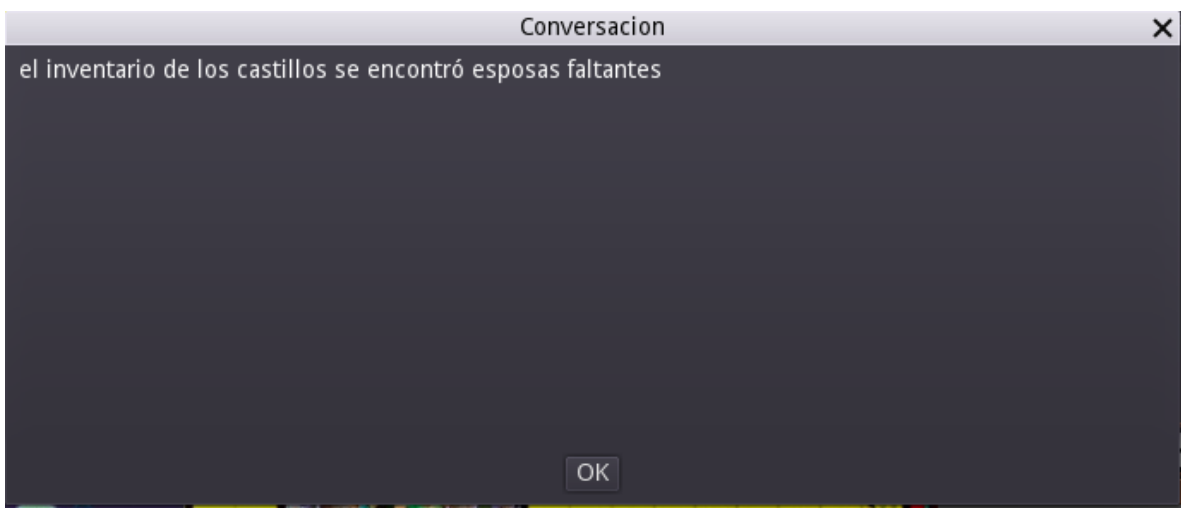 Conversacion
el inventario de los castillos se encontró esposas faltantes
OK